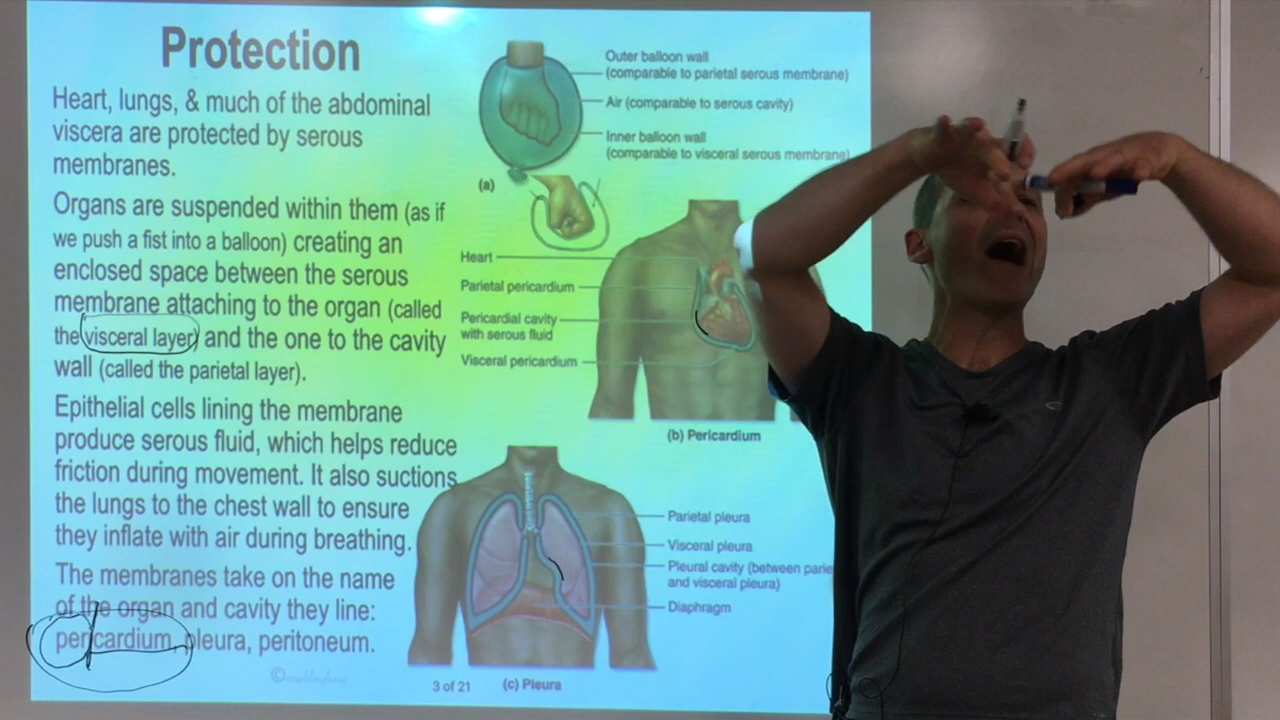 Protection
Heart, lungs, & much of the abdominal
viscera are protected by serous
membranes.
Organs are suspended within them (as if
we push a fist into a balloon) creating an
enclosed space between the serous
membrane attaching to the organ (called
the visceral layer) and the one to the cavity
wall (called the parietal layer).
Epithelial cells lining the membrane
produce serous fluid, which helps reduce
friction during movement. It also suctions
the lungs to the chest wall to ensure
they inflate with air during breathing.
The membranes take on the name
of the organ and cavity they line:
pericardium, pleura, peritoneum.
Outer balloon wall
(comparable to parietal serous membrane)
Air (comparable to serous cavity)
Inner balloon wall
(comparable to visceral serous membrane)
(a)
Heart
Parietal pericardium
Pericardial cavity
with serous fluid
Visceral pericardium
(b) Pericardium
Parietal pleura
Visceral pleura
Pleural cavity (between parie
and visceral pleura)
Diaphragm
3 of 21
(c) Pleura